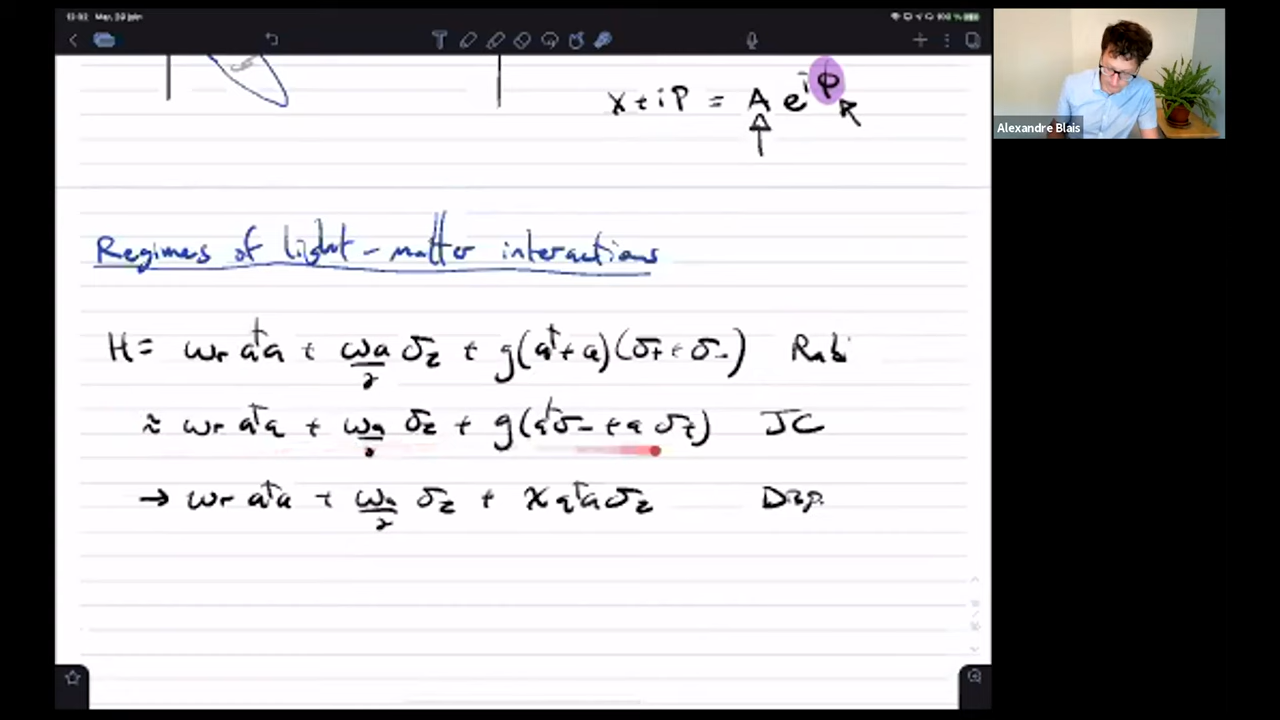 X + iP = A e^{iφ}
Alexandre Blais
Regimes of light-matter interactions
H = ωr a†a + ωa/2 σz + g(a†+a)(σ+ + σ-) Rabi
≈ ωr a†a + ωa/2 σz + g(a†σ- + aσ+) JC
→ ωr a†a + ωa/2 σz + χ a†a σz Disp.